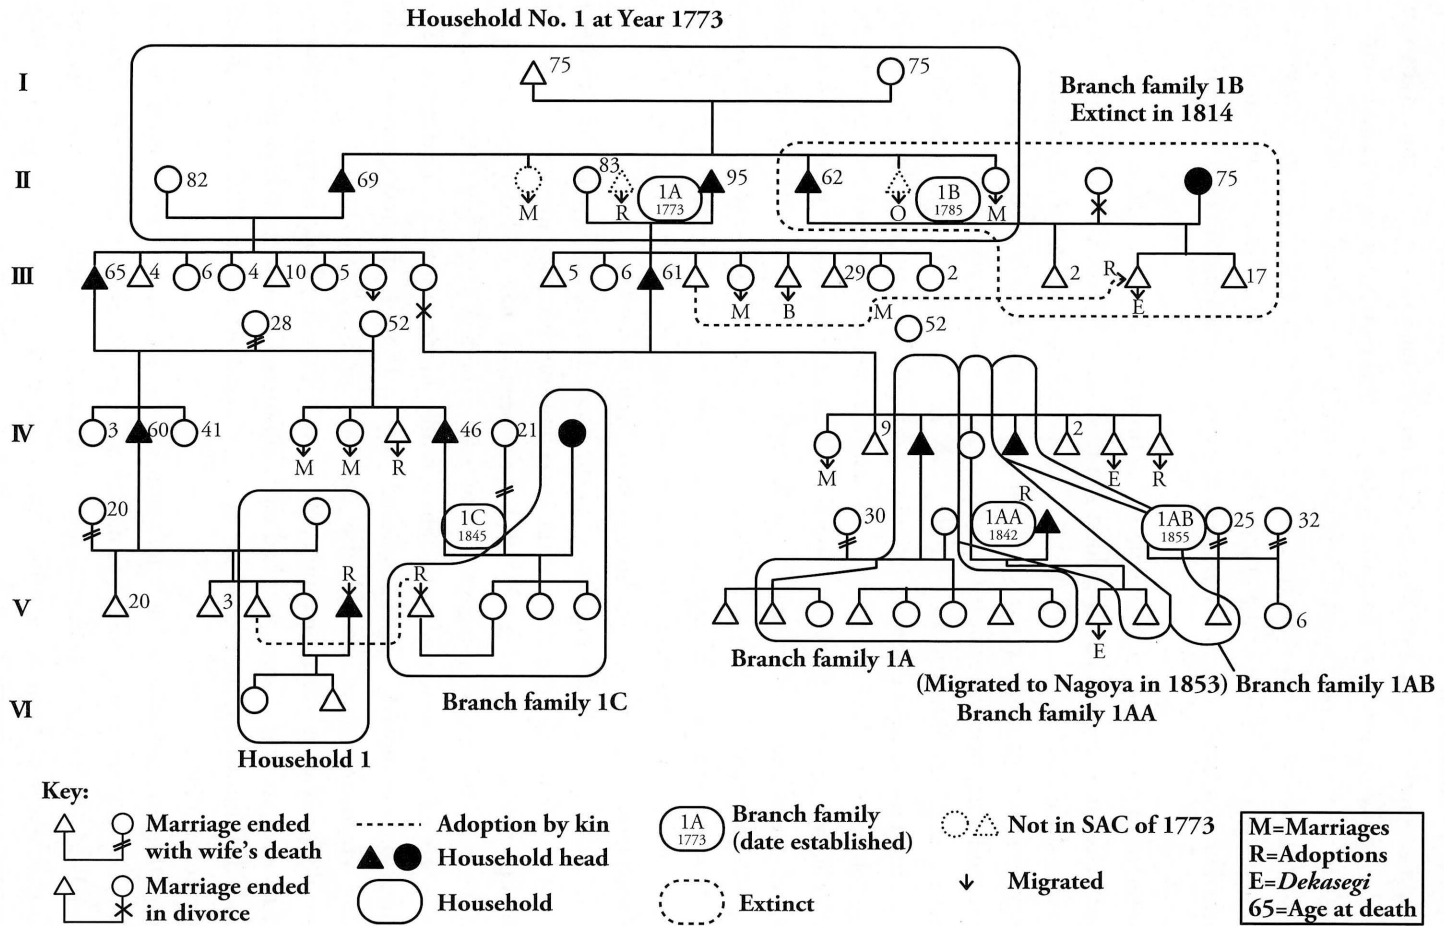 Household No. 1 at Year 1773
I
75
75
Branch family 1B
Extinct in 1814
II
82
69
M
83
R
1A
1773
95
62
O
1B
1785
M
75
III
65
4
6
4
10
5
5
6
61
M
B
29
M
2
2
R
E
17
28
52
52
IV
3
60
41
M
M
R
46
21
M
9
2
E
R
20
1C
1845
30
R
1AA
1842
1AB
1855
25
32
V
20
3
R
R
E
6
Branch family 1A
(Migrated to Nagoya in 1853) Branch family 1AB
Branch family 1AA
VI
Branch family 1C
Household 1
Key:
Marriage ended
with wife's death
Marriage ended
in divorce
Adoption by kin
Household head
Household
1A
1773
Branch family
(date established)
Extinct
Not in SAC of 1773
Migrated
M=Marriages
R=Adoptions
E=Dekasegi
65=Age at death